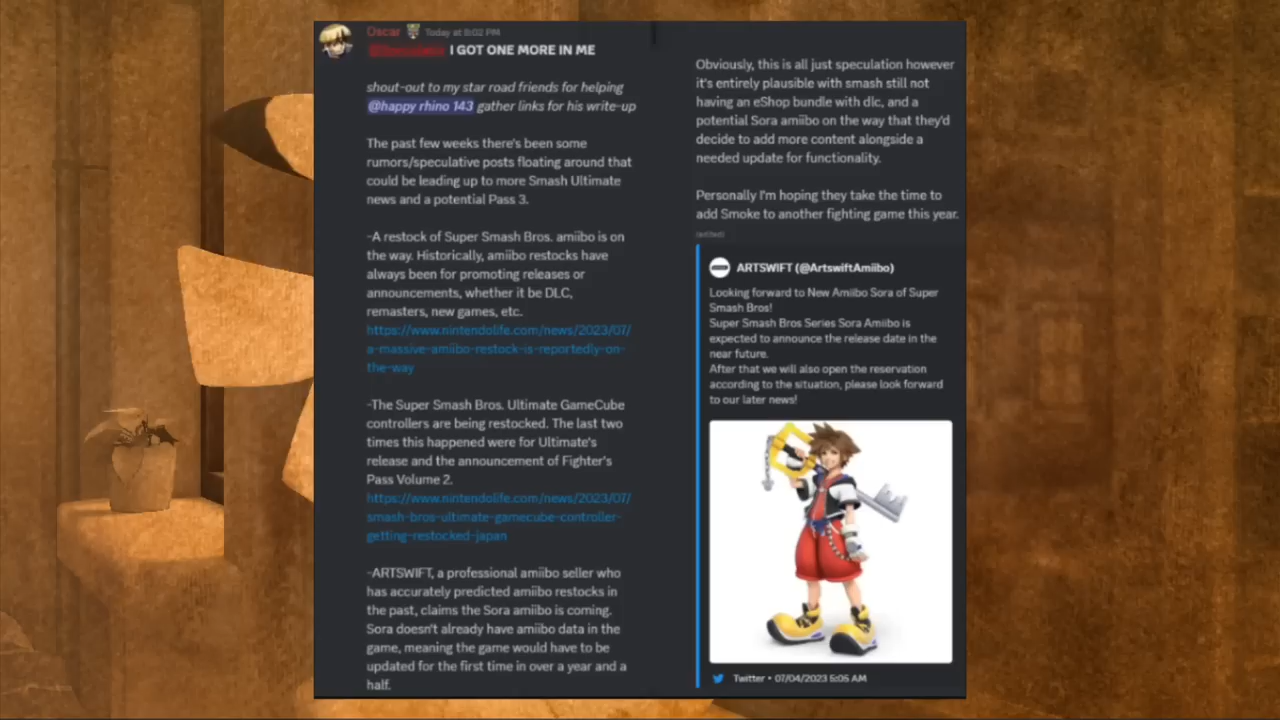 Oscar Today at 8:02 PM
I GOT ONE MORE IN ME
shout-out to my star road friends for helping
@happy rhino 143 gather links for his write-up
The past few weeks there's been some
rumors/speculative posts floating around that
could be leading up to more Smash Ultimate
news and a potential Pass 3.
-A restock of Super Smash Bros. amiibo is on
the way. Historically, amiibo restocks have
always been for promoting releases or
announcements, whether it be DLC,
remasters, new games, etc.
https://www.nintendolife.com/news/2023/07/
a-massive-amiibo-restock-is-reportedly-on-
the-way
-The Super Smash Bros. Ultimate GameCube
controllers are being restocked. The last two
times this happened were for Ultimate's
release and the announcement of Fighter's
Pass Volume 2.
https://www.nintendolife.com/news/2023/07/
smash-bros-ultimate-gamecube-controller-
getting-restocked-japan
-ARTSWIFT, a professional amiibo seller who
has accurately predicted amiibo restocks in
the past, claims the Sora amiibo is coming.
Sora doesn't already have amiibo data in the
game, meaning the game would have to be
updated for the first time in over a year and a
half.
Obviously, this is all just speculation however
it's entirely plausible with smash still not
having an eShop bundle with dlc, and a
potential Sora amiibo on the way that they'd
decide to add more content alongside a
needed update for functionality.
Personally I'm hoping they take the time to
add Smoke to another fighting game this year.
(edited)
ARTSWIFT (@ArtswiftAmiibo)
Looking forward to New Amiibo Sora of Super
Smash Bros!
Super Smash Bros Series Sora Amiibo is
expected to announce the release date in the
near future.
After that we will also open the reservation
according to the situation, please look forward
to our later news!
Twitter • 07/04/2023 5:05 AM